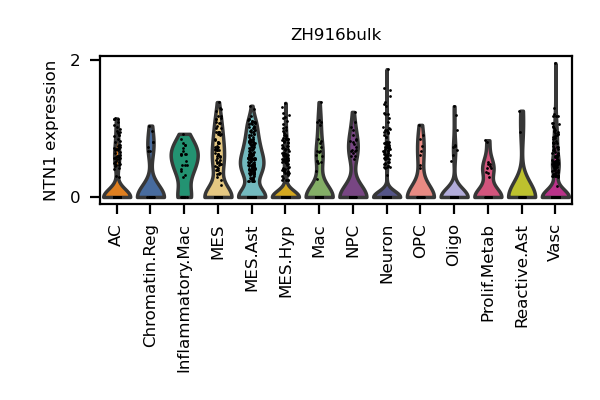 ZH916bulk
NTN1 expression
2
0
AC
Chromatin.Reg
Inflammatory.Mac
MES
MES.Ast
MES.Hyp
Mac
NPC
Neuron
OPC
Oligo
Prolif.Metab
Reactive.Ast
Vasc